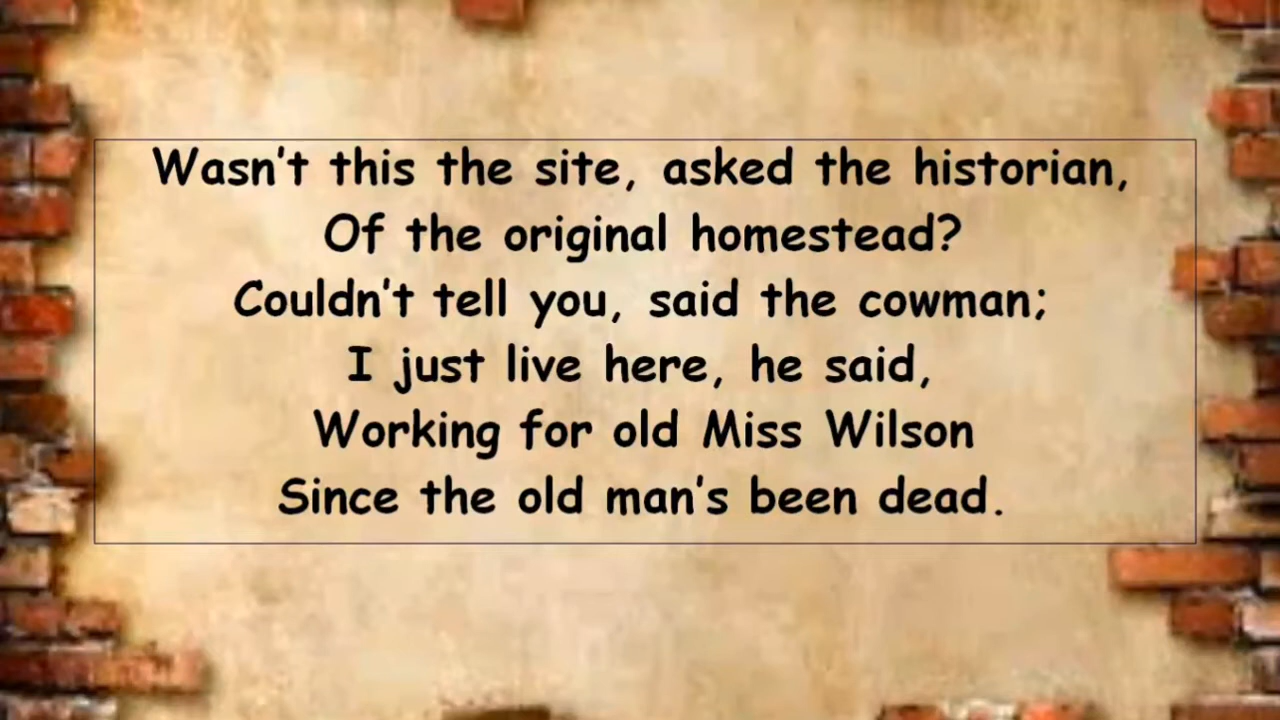 Wasn't this the site, asked the historian,
Of the original homestead?
Couldn't tell you, said the cowman;
I just live here, he said,
Working for old Miss Wilson
Since the old man's been dead.